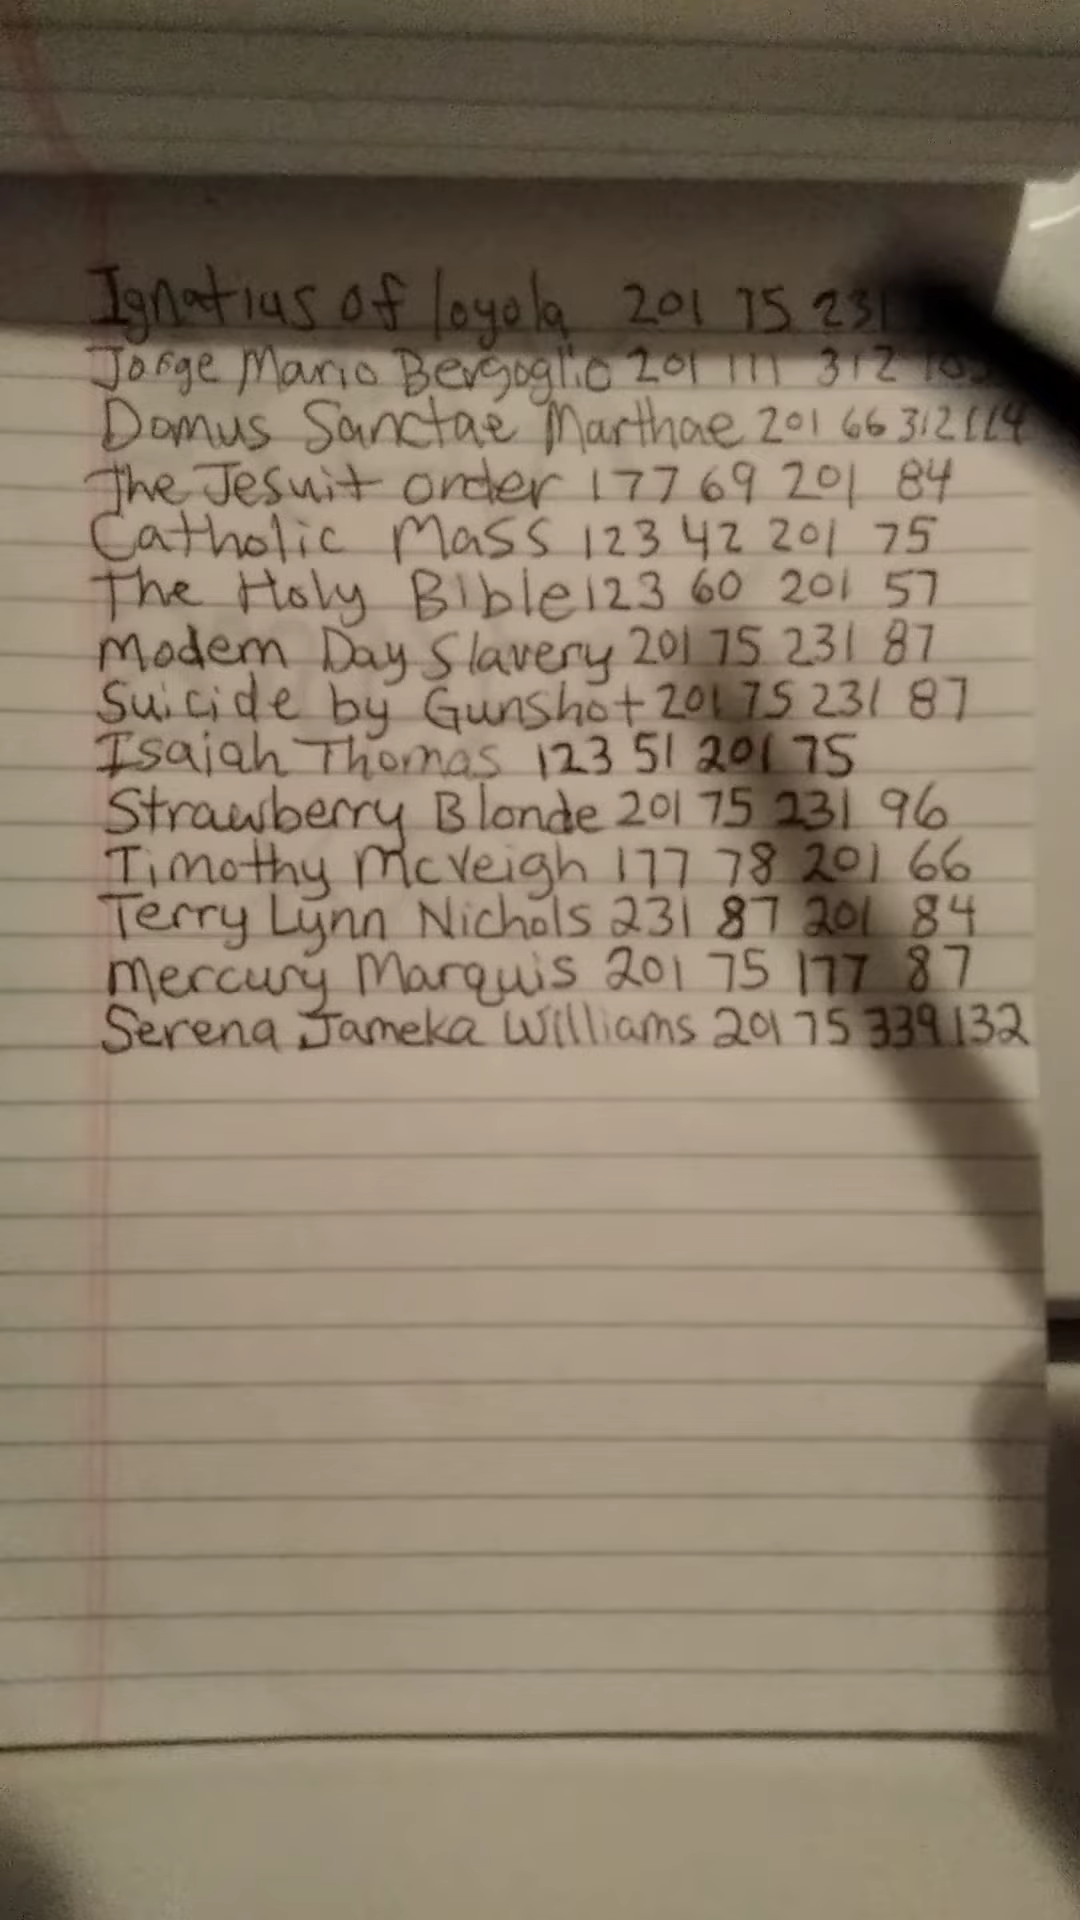 Ignatius of loyola 201 75 231
Jorge Mario Bergoglio 201 111 312
Domus Sanctae Marthae 201 66 312 114
The Jesuit order 177 69 201 84
Catholic Mass 123 42 201 75
The Holy Bible 123 60 201 57
Modern Day Slavery 201 75 231 87
Suicide by Gunshot 201 75 231 87
Isaiah Thomas 123 51 201 75
Strawberry Blonde 201 75 231 96
Timothy McVeigh 177 78 201 66
Terry Lynn Nichols 231 87 201 84
Mercury Marquis 201 75 177 87
Serena Jameka Williams 201 75 339 132